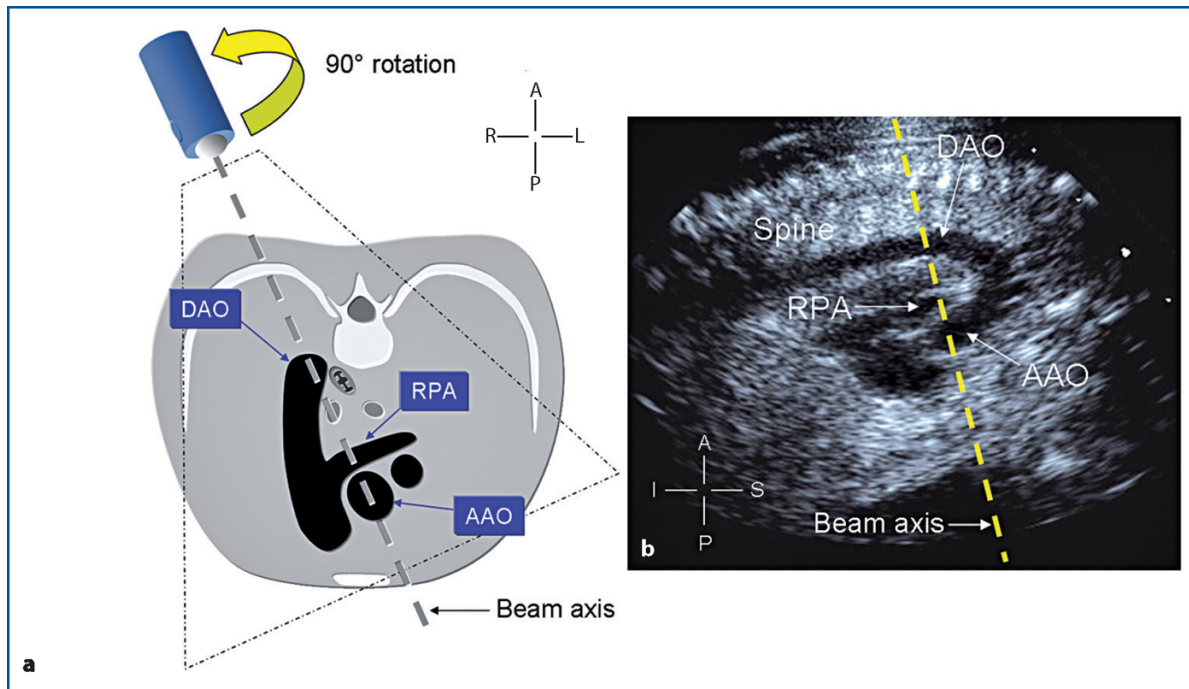 90° rotation
A
R L
P
DAO
RPA
AAO
Beam axis
a
DAO
Spine
RPA
AAO
A
I S
P
Beam axis
b